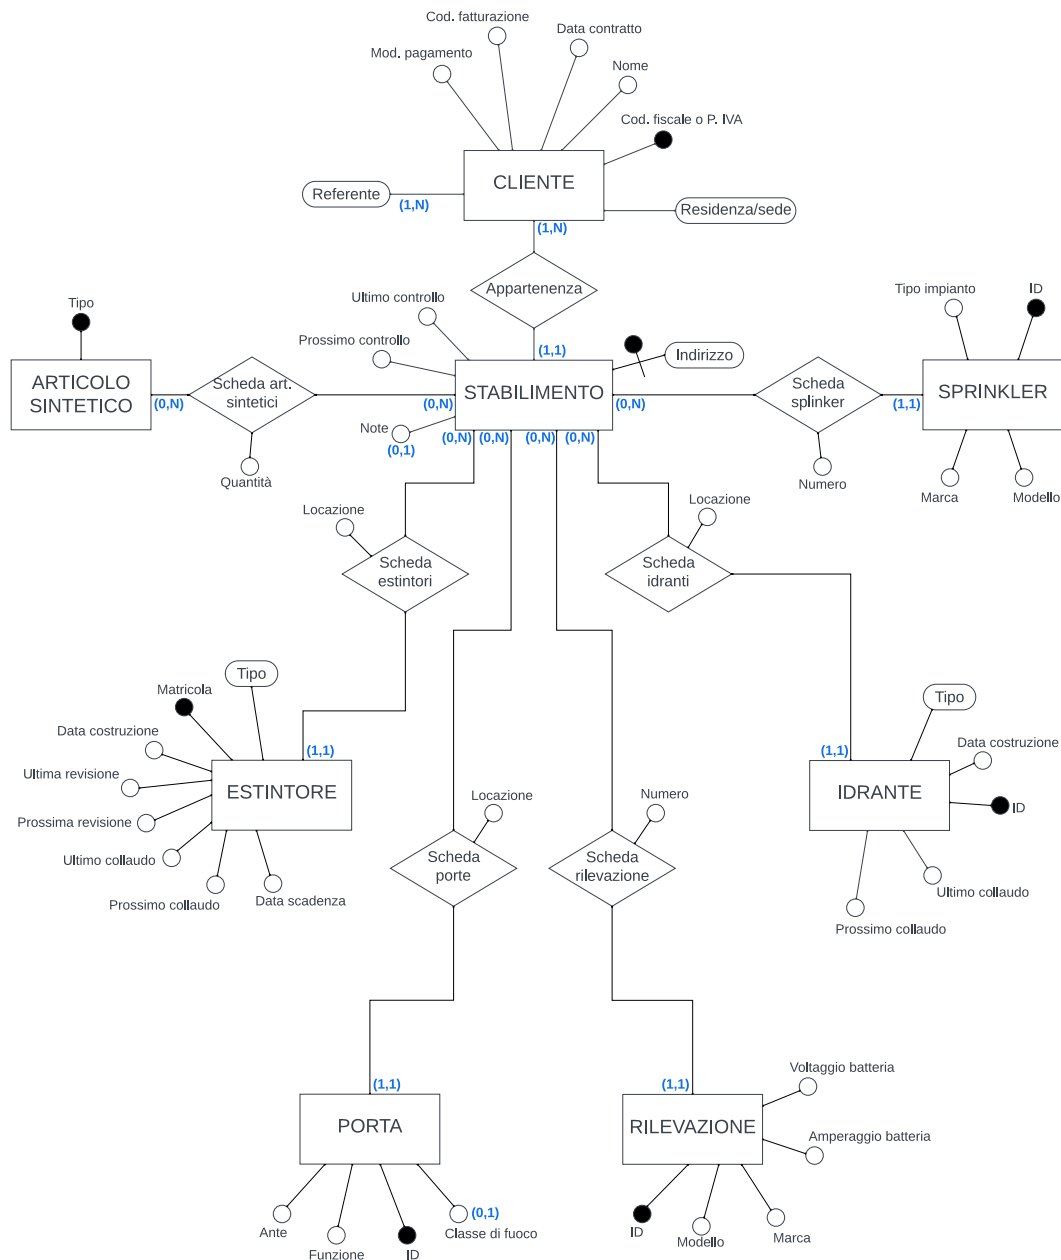 Cod. fatturazione
Data contratto
Mod. pagamento
Nome
Cod. fiscale o P. IVA
CLIENTE
Referente
(1,N)
Residenza/sede
(1,N)
Appartenenza
Ultimo controllo
Tipo impianto
ID
Tipo
Prossimo controllo
(1,1)
Indirizzo
ARTICOLO
SINTETICO
(0,N)
Scheda art.
sintetici
(0,N)
STABILIMENTO
(0,N)
Scheda
splinker
(1,1)
SPRINKLER
Note
(0,1)
(0,N)
(0,N)
(0,N)
(0,N)
Quantità
Numero
Marca
Modello
Locazione
Locazione
Scheda
estintori
Scheda
idranti
Tipo
Matricola
Tipo
Data costruzione
Data costruzione
(1,1)
(1,1)
Ultima revisione
ESTINTORE
IDRANTE
Prossima revisione
ID
Locazione
Numero
Ultimo collaudo
Scheda
porte
Scheda
rilevazione
Prossimo collaudo
Data scadenza
Ultimo collaudo
Prossimo collaudo
(1,1)
(1,1)
Voltaggio batteria
PORTA
RILEVAZIONE
Amperaggio batteria
(0,1)
Ante
Funzione
ID
Classe di fuoco
ID
Modello
Marca